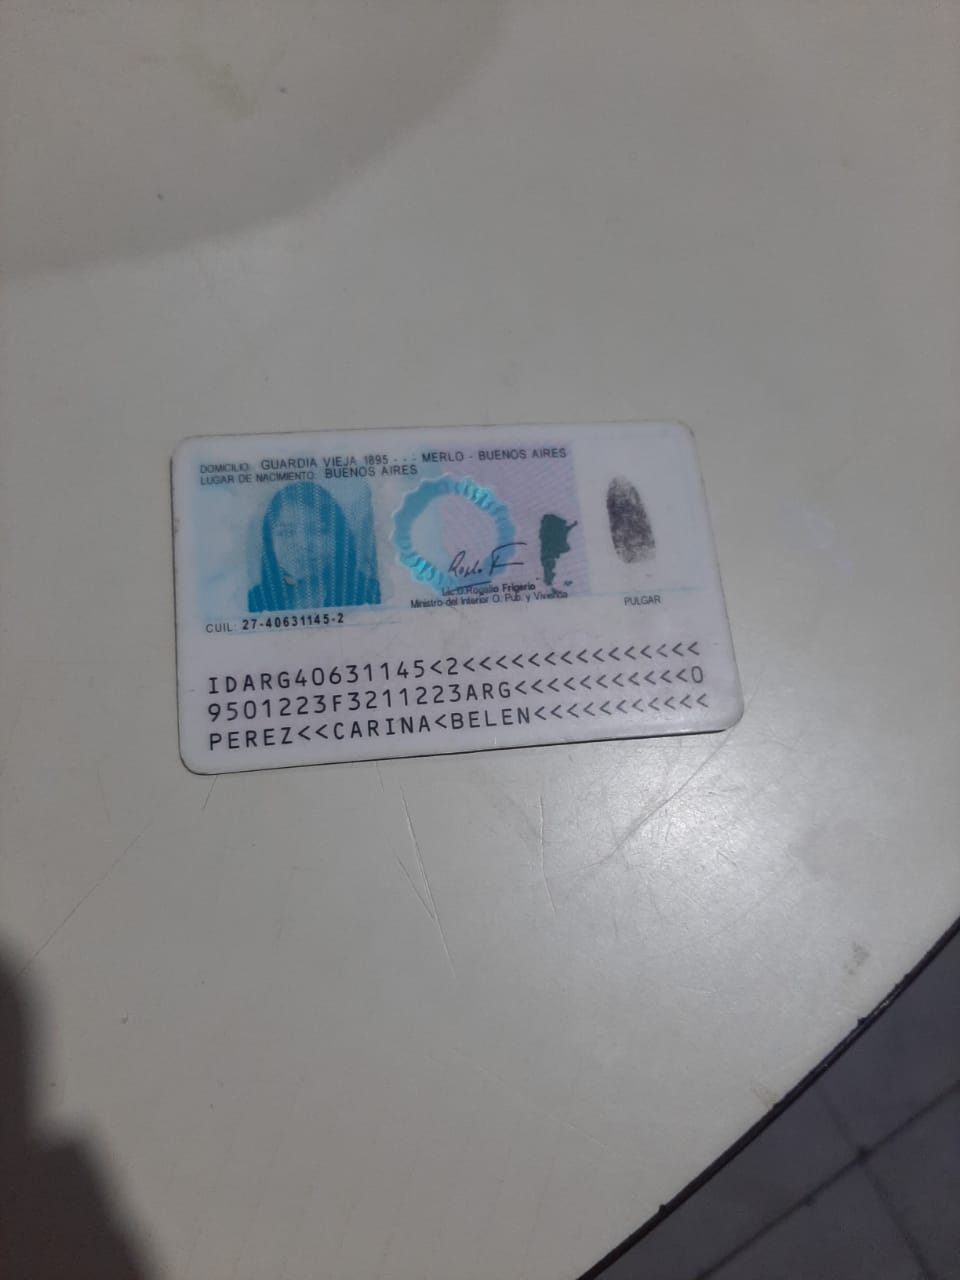 DOMICILIO: GUARDIA VIEJA 1895 - - - MERLO - BUENOS AIRES
LUGAR DE NACIMIENTO: BUENOS AIRES
Lic. Rogelio Frigerio
Ministro del Interior O. Pub. y Vivienda
PULGAR
CUIL: 27-40631145-2
IDARG40631145<2<<<<<<<<<<<<<<<
9501223F3211223ARG<<<<<<<<<<<0
PEREZ<<CARINA<BELEN<<<<<<<<<<<